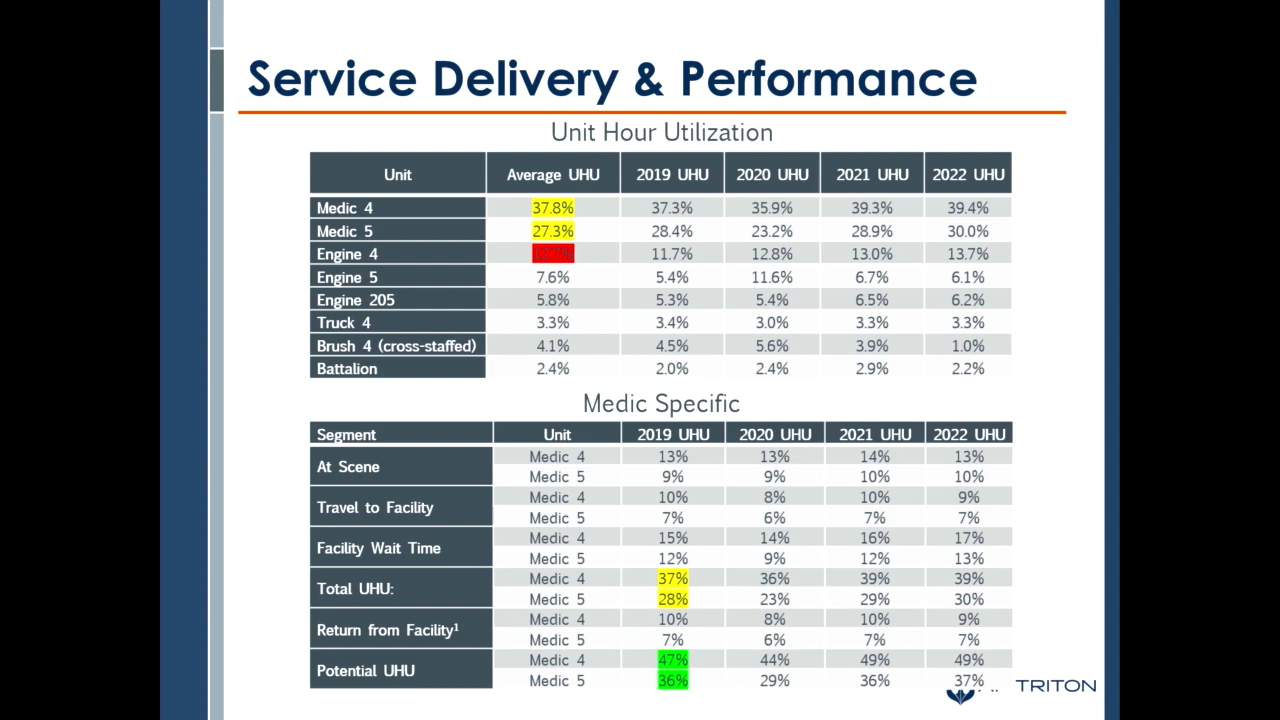 Service Delivery & Performance
Unit Hour Utilization
Unit Average UHU 2019 UHU 2020 UHU 2021 UHU 2022 UHU
Medic 4 37.8% 37.3% 35.9% 39.3% 39.4%
Medic 5 27.3% 28.4% 23.2% 28.9% 30.0%
Engine 4 11.7% 12.8% 13.0% 13.7%
Engine 5 7.6% 5.4% 11.6% 6.7% 6.1%
Engine 205 5.8% 5.3% 5.4% 6.5% 6.2%
Truck 4 3.3% 3.4% 3.0% 3.3% 3.3%
Brush 4 (cross-staffed) 4.1% 4.5% 5.6% 3.9% 1.0%
Battalion 2.4% 2.0% 2.4% 2.9% 2.2%
Medic Specific
Segment Unit 2019 UHU 2020 UHU 2021 UHU 2022 UHU
At Scene Medic 4 13% 13% 14% 13%
Medic 5 9% 9% 10% 10%
Travel to Facility Medic 4 10% 8% 10% 9%
Medic 5 7% 6% 7% 7%
Facility Wait Time Medic 4 15% 14% 16% 17%
Medic 5 12% 9% 12% 13%
Total UHU: Medic 4 37% 36% 39% 39%
Medic 5 28% 23% 29% 30%
Return from Facility¹ Medic 4 10% 8% 10% 9%
Medic 5 7% 6% 7% 7%
Potential UHU Medic 4 47% 44% 49% 49%
Medic 5 36% 29% 36% 37%
TRITON